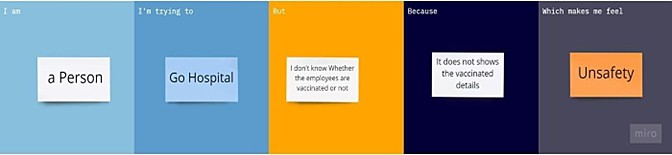 I am
a Person
I'm trying to
Go Hospital
But
I don't know Whether
the employees are
vaccinated or not
Because
It does not shows
the vaccinated
details
Which makes me feel
Unsafety
miro